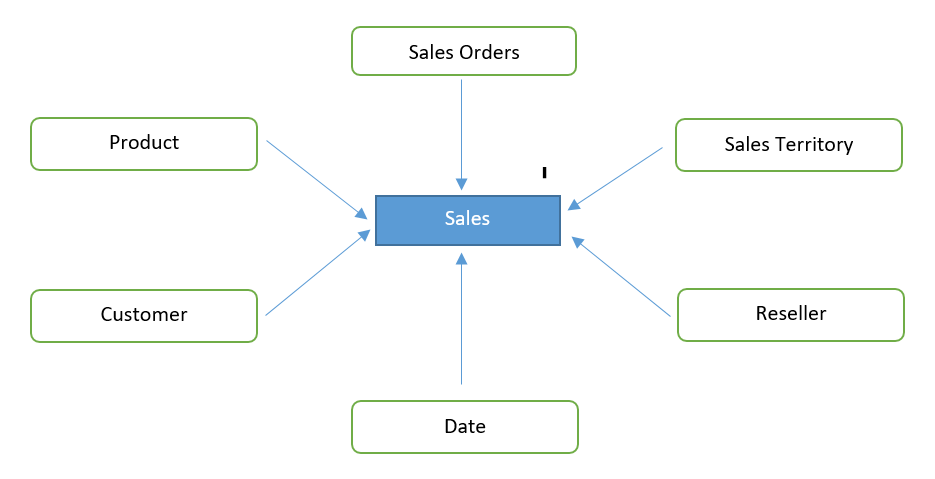 Sales Orders
Product
Sales Territory
Sales
Customer
Reseller
Date